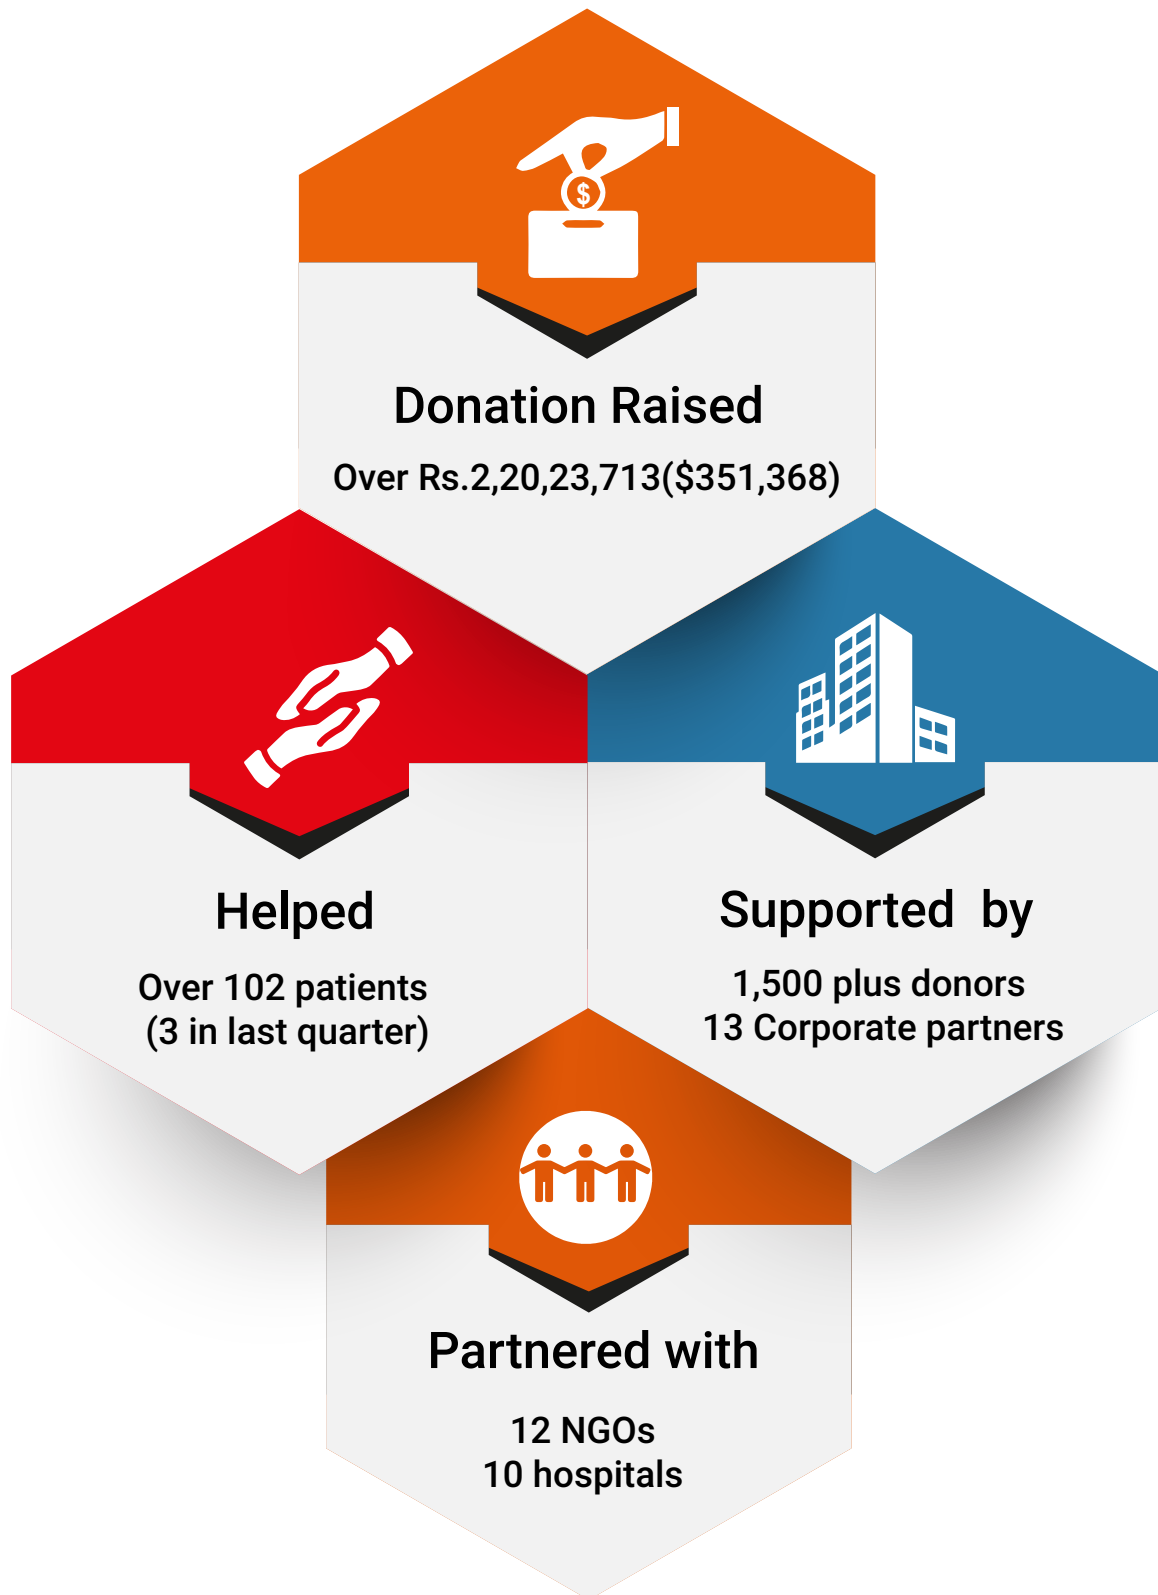 $
Donation Raised
Over Rs.2,20,23,713($351,368)
Helped
Over 102 patients
(3 in last quarter)
Supported by
1,500 plus donors
13 Corporate partners
Partnered with
12 NGOs
10 hospitals